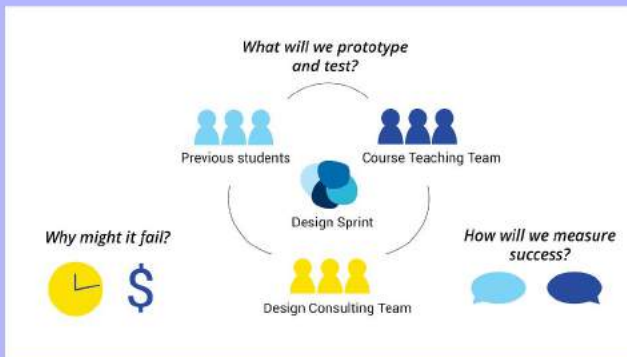 What will we prototype
and test?
Previous students
Course Teaching Team
Design Sprint
Why might it fail?
$
How will we measure
success?
Design Consulting Team